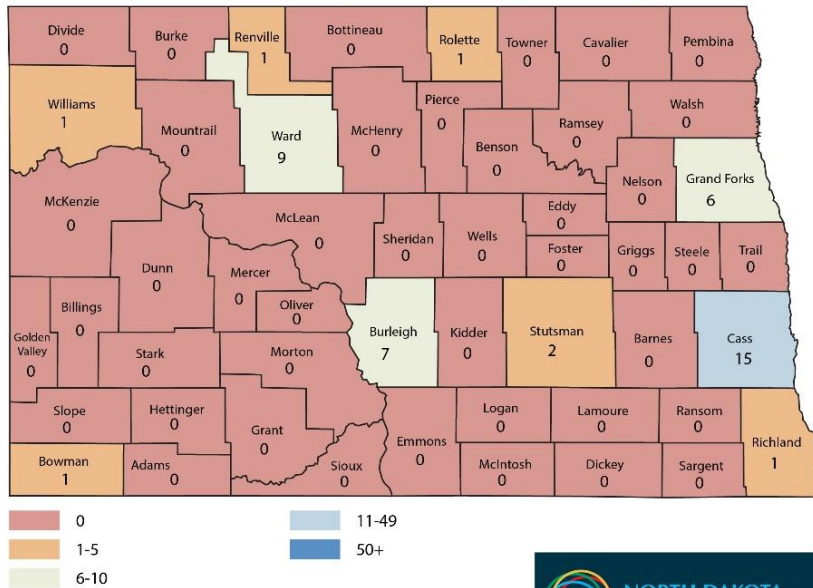 Divide
0
Burke
0
Renville
1
Bottineau
0
Rolette
1
Towner
0
Cavalier
0
Pembina
0
Williams
1
Mountrail
0
Ward
9
McHenry
0
Pierce
0
Benson
0
Ramsey
0
Walsh
0
Nelson
0
Grand Forks
6
McKenzie
0
McLean
0
Sheridan
0
Wells
0
Eddy
0
Foster
0
Griggs
0
Steele
0
Trail
0
Dunn
0
Mercer
0
Oliver
0
Billings
0
Golden
Valley
0
Stark
0
Morton
0
Burleigh
7
Kidder
0
Stutsman
2
Barnes
0
Cass
15
Slope
0
Hettinger
0
Grant
0
Emmons
0
Logan
0
Lamoure
0
Ransom
0
Richland
1
Bowman
1
Adams
0
Sioux
0
McIntosh
0
Dickey
0
Sargent
0
0
1-5
6-10
11-49
50+
NORTH DAKOTA